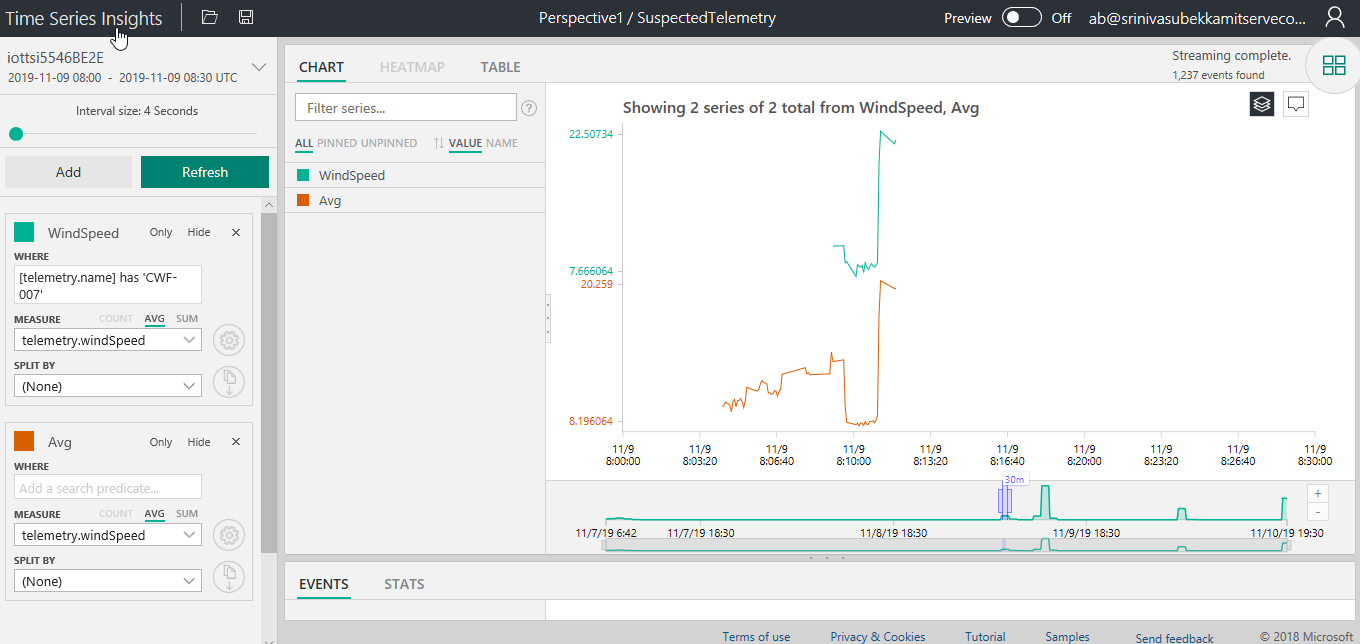 Time Series Insights
Perspective1 / SuspectedTelemetry
Preview Off ab@srinivasubekkamitserveco...
iottsi5546BE2E
2019-11-09 08:00 - 2019-11-09 08:30 UTC
Interval size: 4 Seconds
Add Refresh
WindSpeed Only Hide ×
WHERE
[telemetry.name] has 'CWF-
007'
MEASURE COUNT AVG SUM
telemetry.windSpeed
SPLIT BY
(None)
Avg Only Hide ×
WHERE
Add a search predicate...
MEASURE COUNT AVG SUM
telemetry.windSpeed
SPLIT BY
(None)
CHART HEATMAP TABLE
Streaming complete.
1,237 events found
Filter series... ?
ALL PINNED UNPINNED VALUE NAME
WindSpeed
Avg
Showing 2 series of 2 total from WindSpeed, Avg
22.50734
7.666064
20.259
8.196064
11/9 11/9 11/9 11/9 11/9 11/9 11/9 11/9 11/9 11/9
8:00:00 8:03:20 8:06:40 8:10:00 8:13:20 8:16:40 8:20:00 8:23:20 8:26:40 8:30:00
30m
+
-
11/7/19 6:42 11/7/19 18:30 11/8/19 18:30 11/9/19 18:30 11/10/19 19:30
EVENTS STATS
Terms of use Privacy & Cookies Tutorial Samples Send feedback © 2018 Microsoft